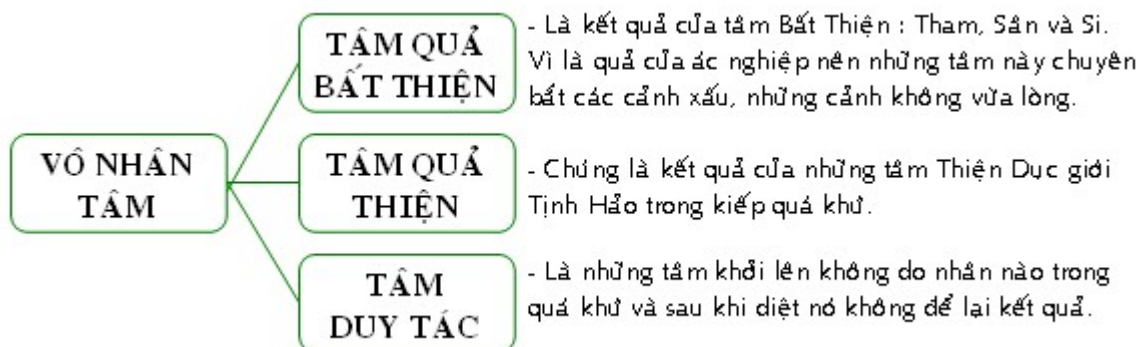 VÔ NHÂN
TÂM
TÂM QUẢ
BẤT THIỆN
- Là kết quả của tâm Bất Thiện : Tham, Sân và Si.
Vì là quả của ác nghiệp nên những tâm này chuyên
bắt các cảnh xấu, những cảnh không vừa lòng.
TÂM QUẢ
THIỆN
- Chúng là kết quả của những tâm Thiện Dục giới
Tịnh Hảo trong kiếp quá khứ.
TÂM
DUY TÁC
- Là những tâm khởi lên không do nhân nào trong
quá khứ và sau khi diệt nó không để lại kết quả.